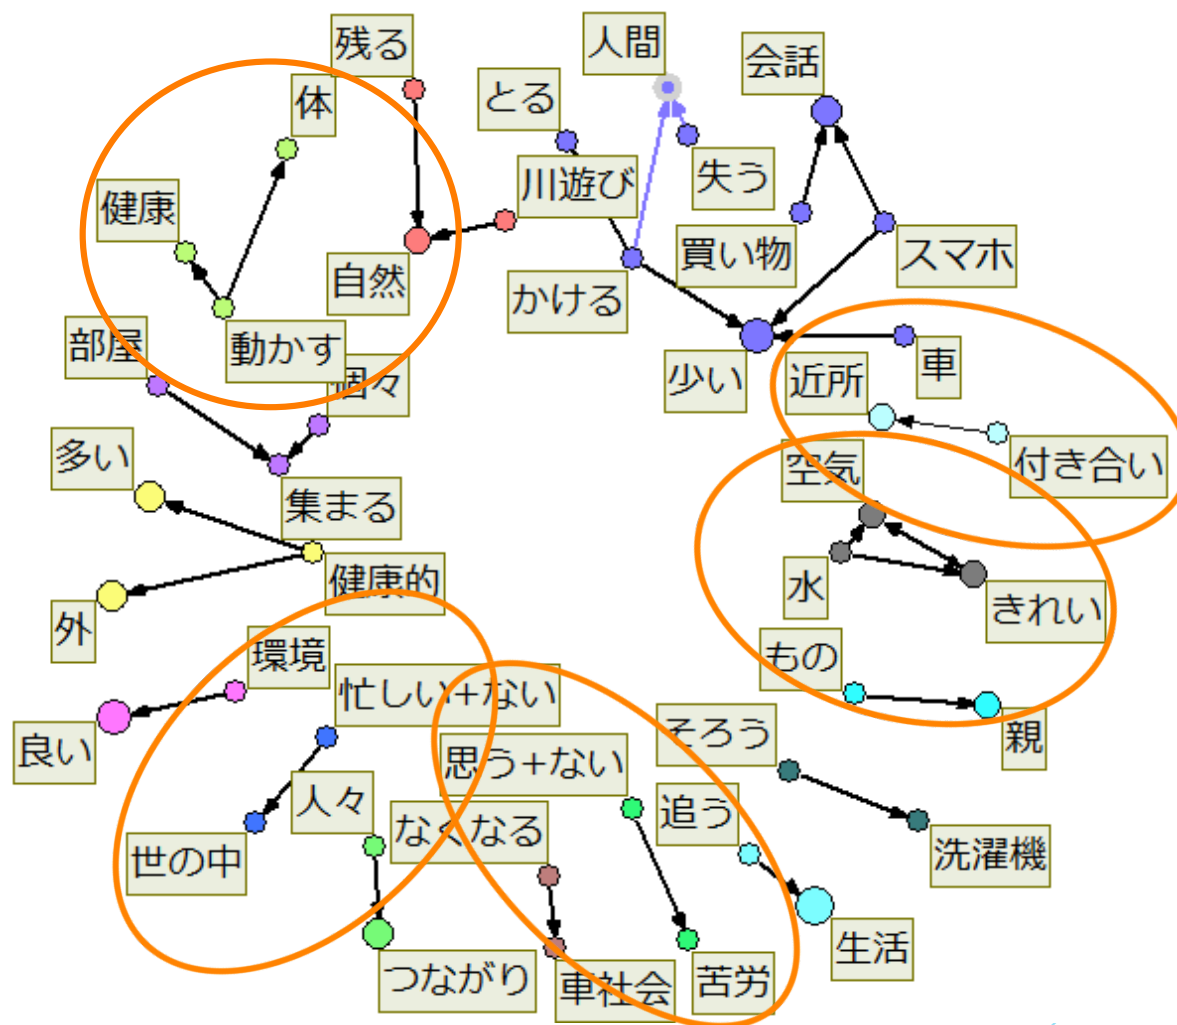 残る
人間
会話
体
とる
健康
川遊び
失う
自然
買い物
スマホ
かける
部屋
動かす
個々
少い
近所
車
多い
付き合い
空気
集まる
健康的
水
きれい
外
環境
もの
忙しい+ない
良い
親
思う+ない
そろう
人々
追う
なくなる
世の中
洗濯機
つながり
車社会
苦労
生活